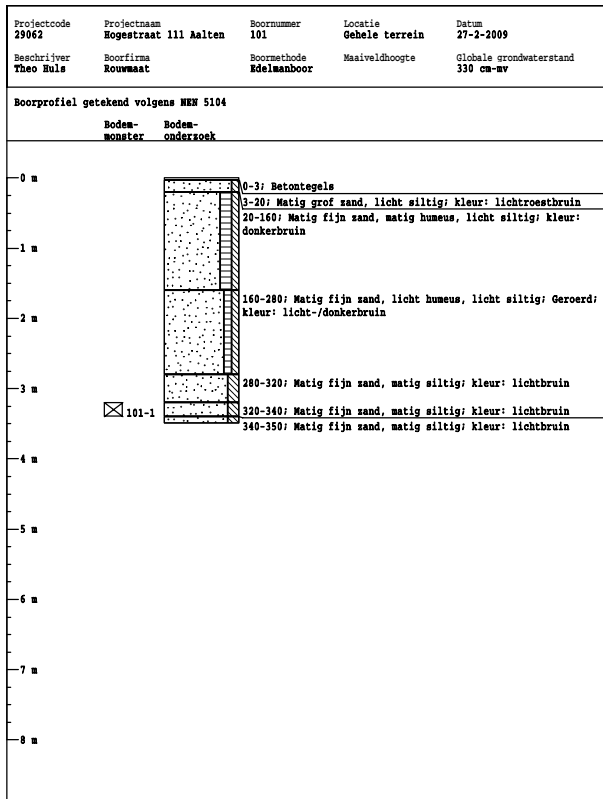 Projectcode Projectnaam Boornummer Locatie Datum
29062 Hogestraat 111 Aalten 101 Gehele terrein 27-2-2009
Beschrijver Boorfirma Boormethode Maaiveldhoogte Globale grondwaterstand
Theo Huls Rouwmaat Edelmanboor 330 cm-mv
Boorprofiel getekend volgens NEN 5104
Bodem- Bodem-
monster onderzoek
0 m
0-3; Betontegels
3-20; Matig grof zand, licht siltig; kleur: lichtroestbruin
20-160; Matig fijn zand, matig humeus, licht siltig; kleur:
donkerbruin
1 m
160-280; Matig fijn zand, licht humeus, licht siltig; Geroerd;
kleur: licht-/donkerbruin
2 m
280-320; Matig fijn zand, matig siltig; kleur: lichtbruin
3 m
101-1
320-340; Matig fijn zand, matig siltig; kleur: lichtbruin
340-350; Matig fijn zand, matig siltig; kleur: lichtbruin
4 m
5 m
6 m
7 m
8 m